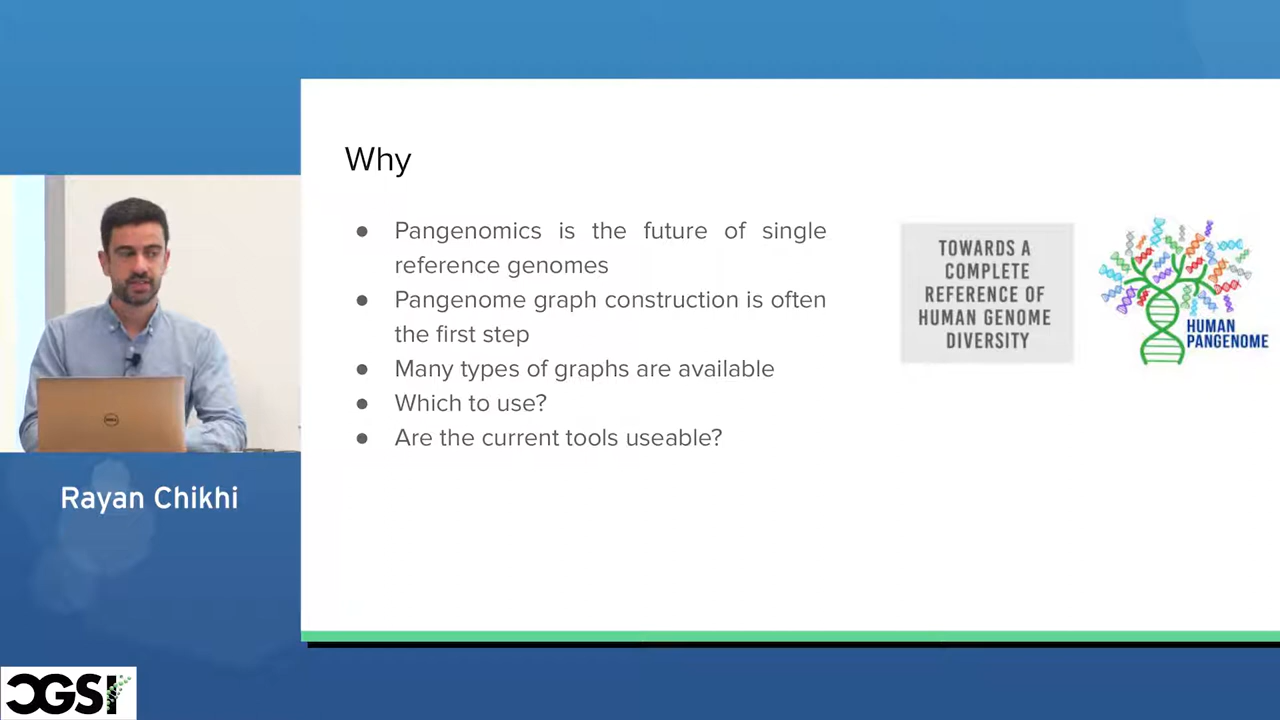 Why
● Pangenomics is the future of single
reference genomes
● Pangenome graph construction is often
the first step
● Many types of graphs are available
● Which to use?
● Are the current tools useable?
TOWARDS A
COMPLETE
REFERENCE OF
HUMAN GENOME
DIVERSITY
HUMAN
PANGENOME
DELL
Rayan Chikhi
CGSI